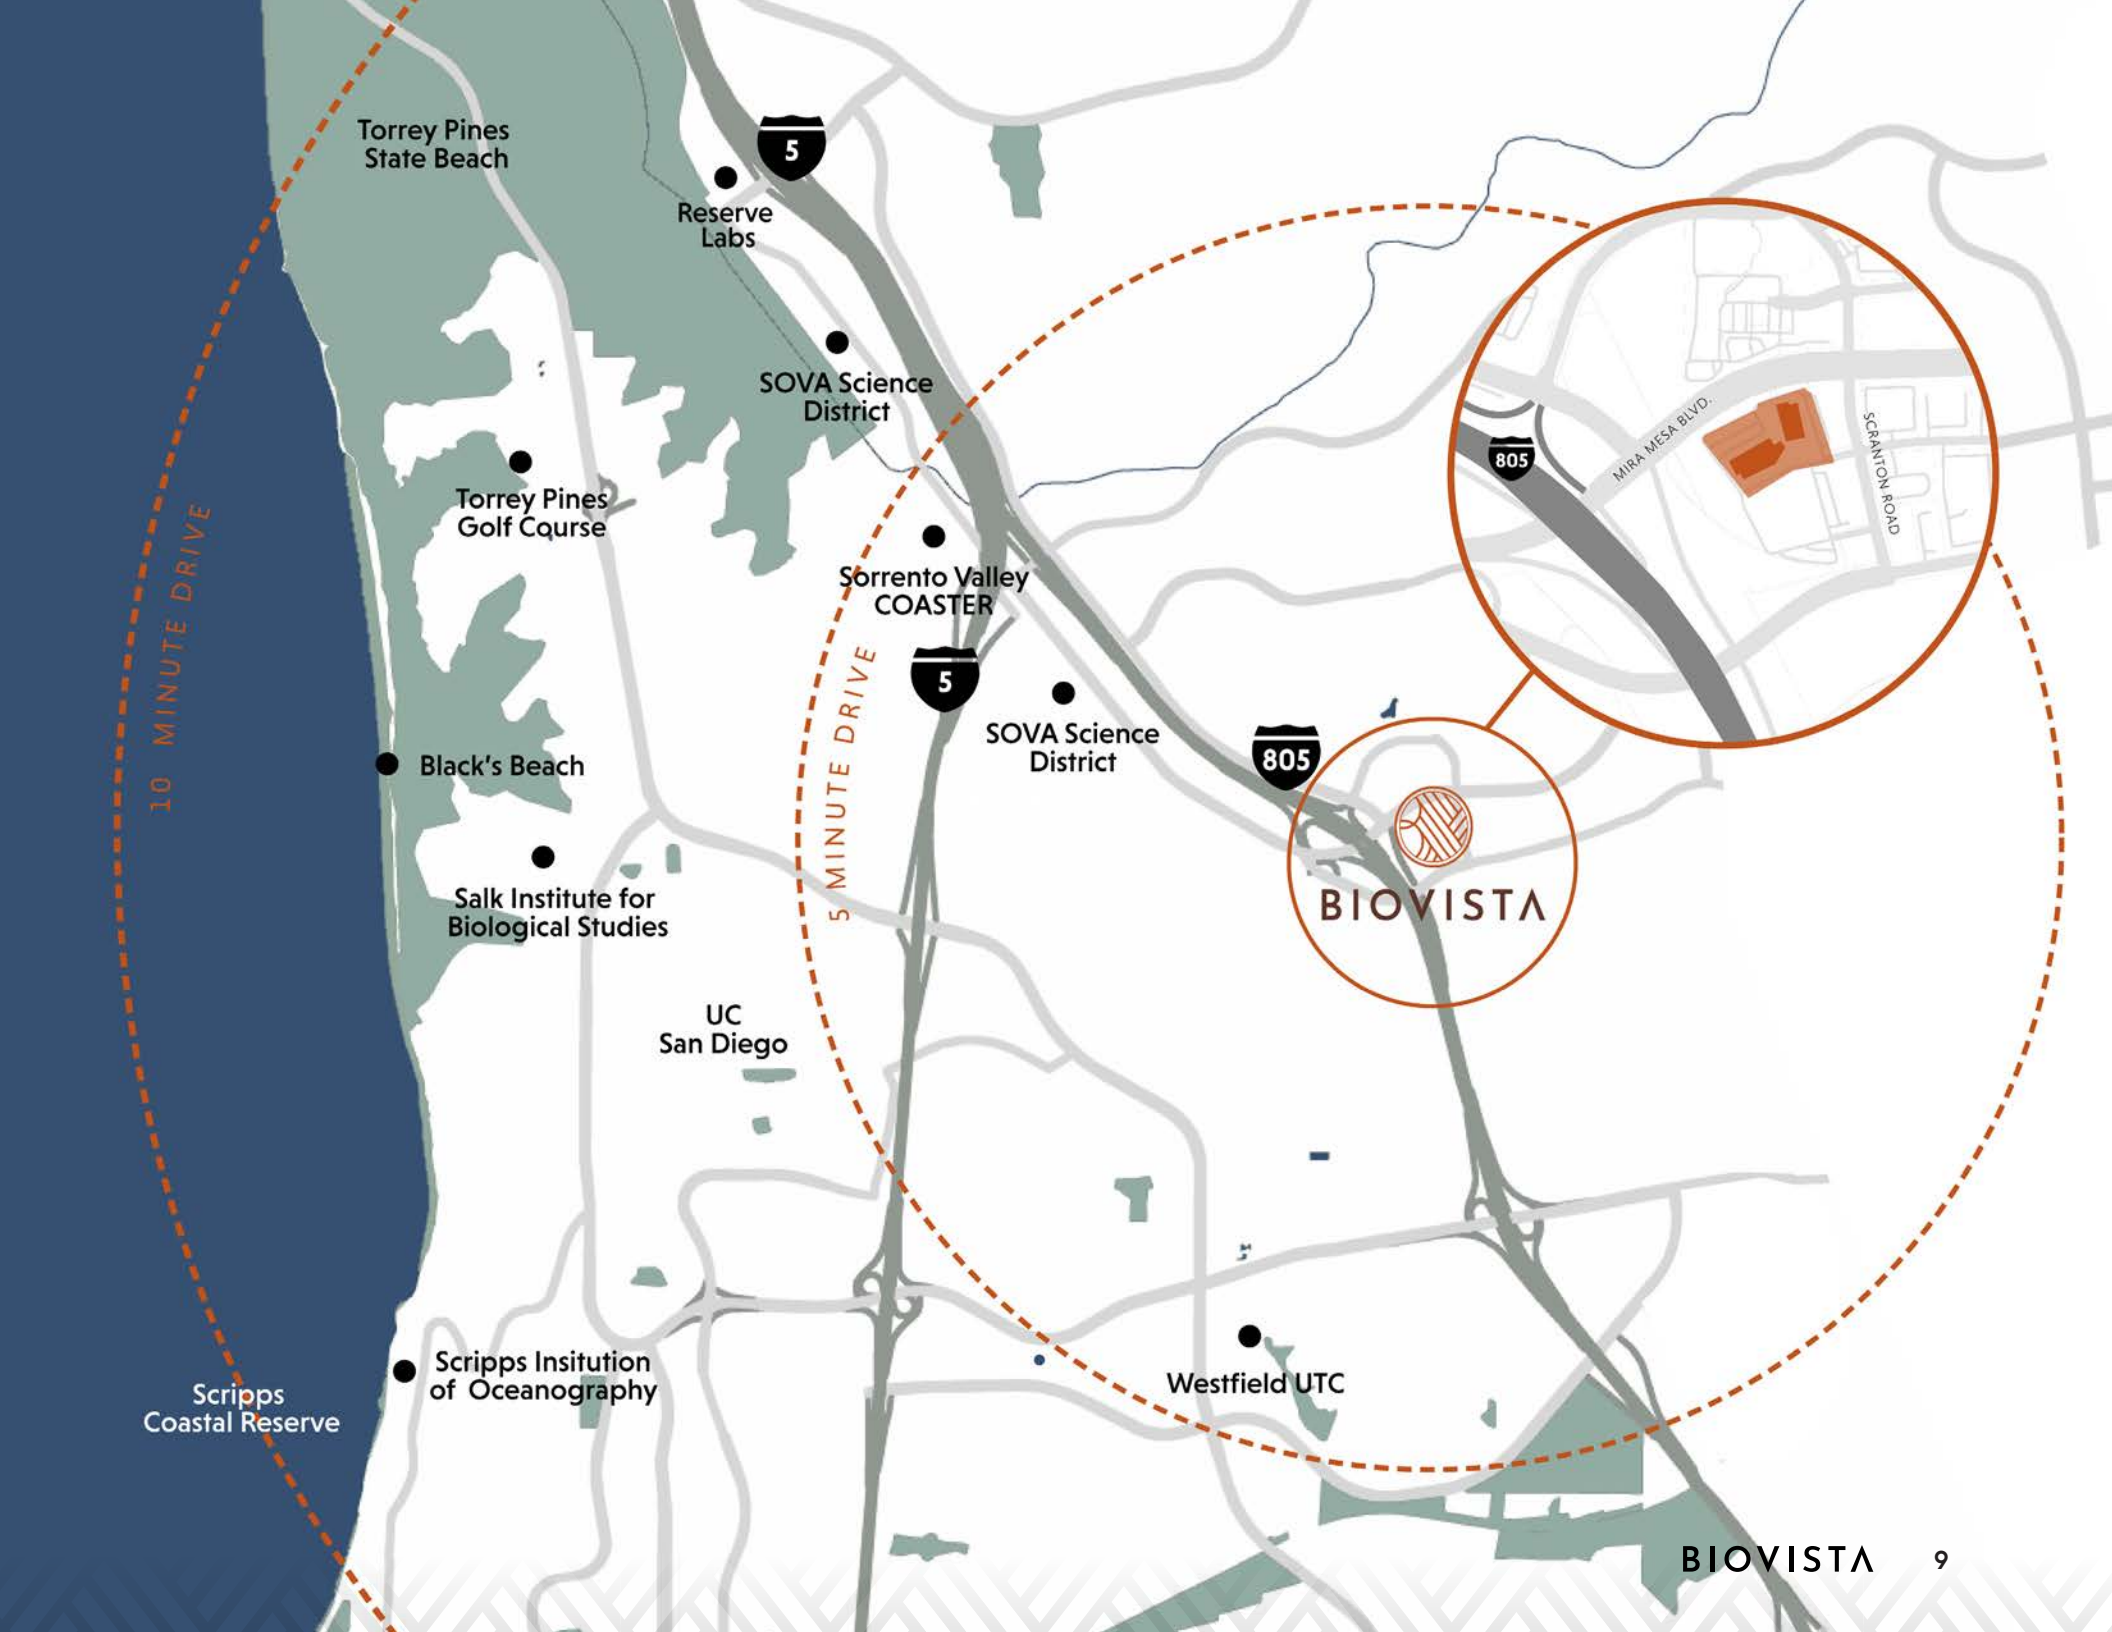 Torrey Pines
State Beach
5
Reserve
Labs
SOVA Science
District
Torrey Pines
Golf Course
Sorrento Valley
COASTER
5
SOVA Science
District
805
MIRA MESA BLVD.
SCRANTON ROAD
805
BIOVISTA
10 MINUTE DRIVE
5 MINUTE DRIVE
Black's Beach
Salk Institute for
Biological Studies
UC
San Diego
Scripps Insitution
of Oceanography
Scripps
Coastal Reserve
Westfield UTC
BIOVISTA 9